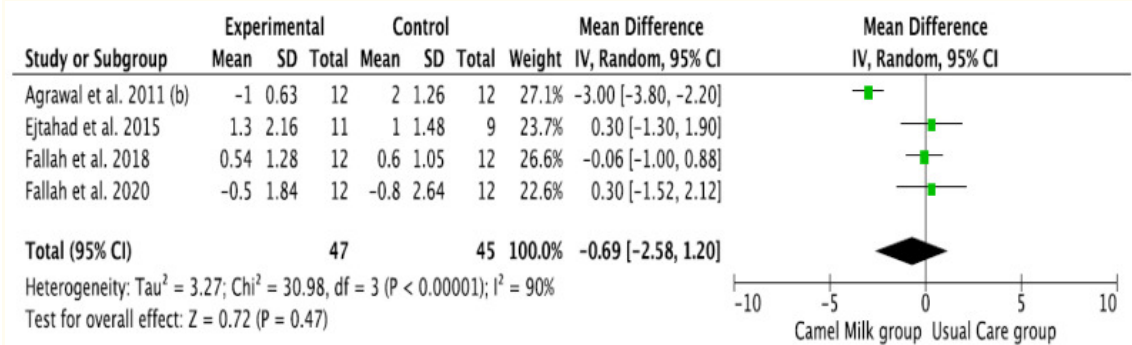 Experimental Control Mean Difference Mean Difference
Study or Subgroup Mean SD Total Mean SD Total Weight IV, Random, 95% CI IV, Random, 95% CI
Agrawal et al. 2011 (b) −1 0.63 12 2 1.26 12 27.1% −3.00 [−3.80, −2.20]
Ejtahad et al. 2015 1.3 2.16 11 1 1.48 9 23.7% 0.30 [−1.30, 1.90]
Fallah et al. 2018 0.54 1.28 12 0.6 1.05 12 26.6% −0.06 [−1.00, 0.88]
Fallah et al. 2020 −0.5 1.84 12 −0.8 2.64 12 22.6% 0.30 [−1.52, 2.12]
Total (95% CI) 47 45 100.0% −0.69 [−2.58, 1.20]
Heterogeneity: Tau² = 3.27; Chi² = 30.98, df = 3 (P < 0.00001); I² = 90%
Test for overall effect: Z = 0.72 (P = 0.47)
−10 −5 0 5 10
Camel Milk group Usual Care group